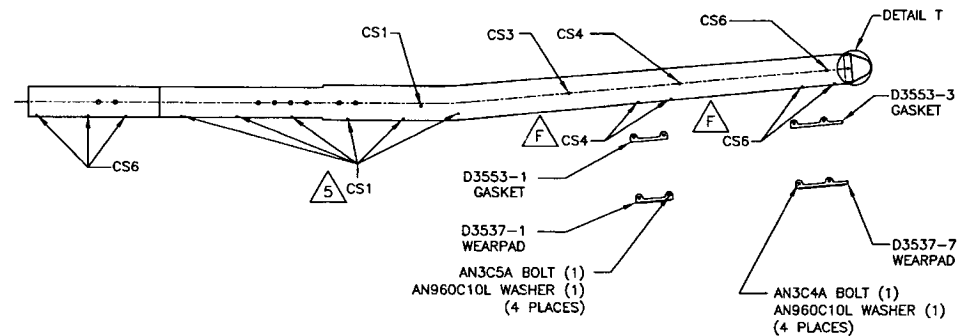 DETAIL T
CS6
CS4
CS3
CS1
D3553-3
GASKET
F
F
CS4
CS6
CS6
5
CS1
D3553-1
GASKET
D3537-1
WEARPAD
D3537-7
WEARPAD
AN3C5A BOLT (1)
AN960C10L WASHER (1)
(4 PLACES)
AN3C4A BOLT (1)
AN960C10L WASHER (1)
(4 PLACES)